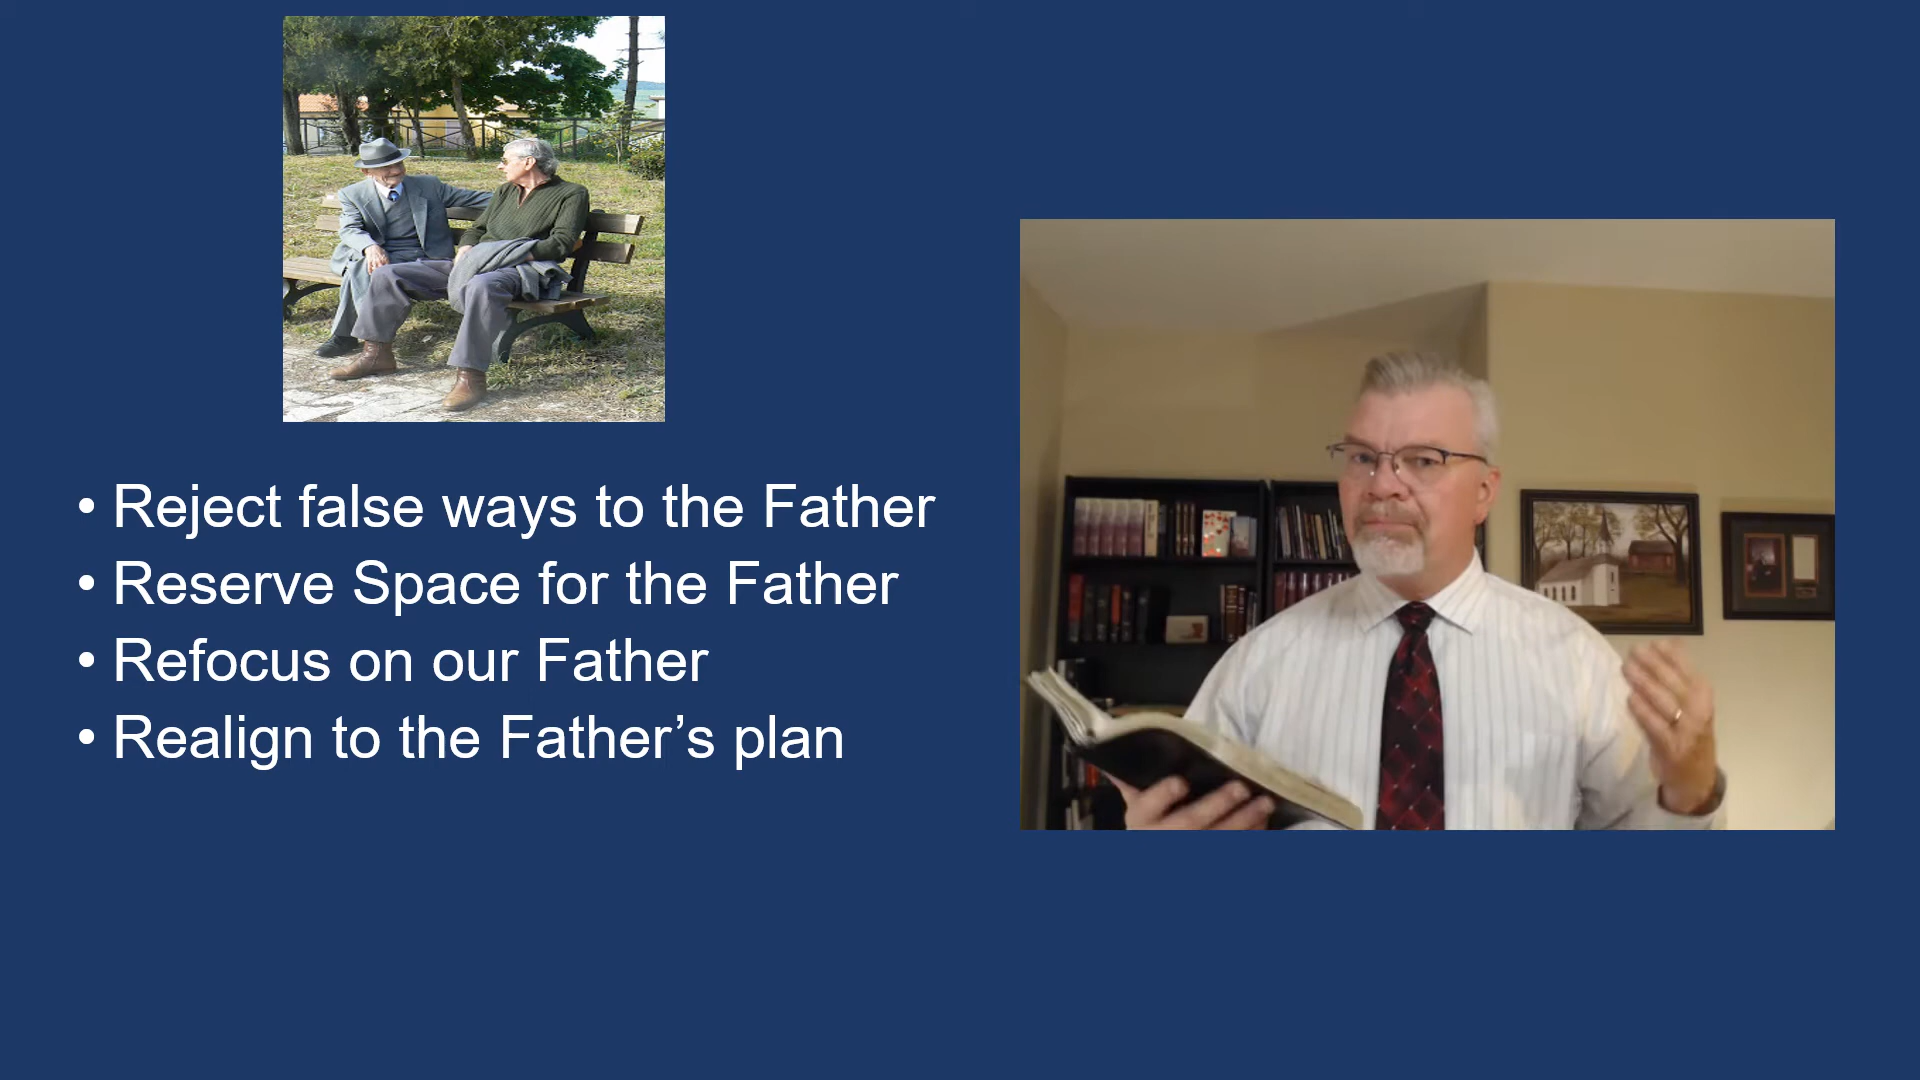 • Reject false ways to the Father
• Reserve Space for the Father
• Refocus on our Father
• Realign to the Father’s plan